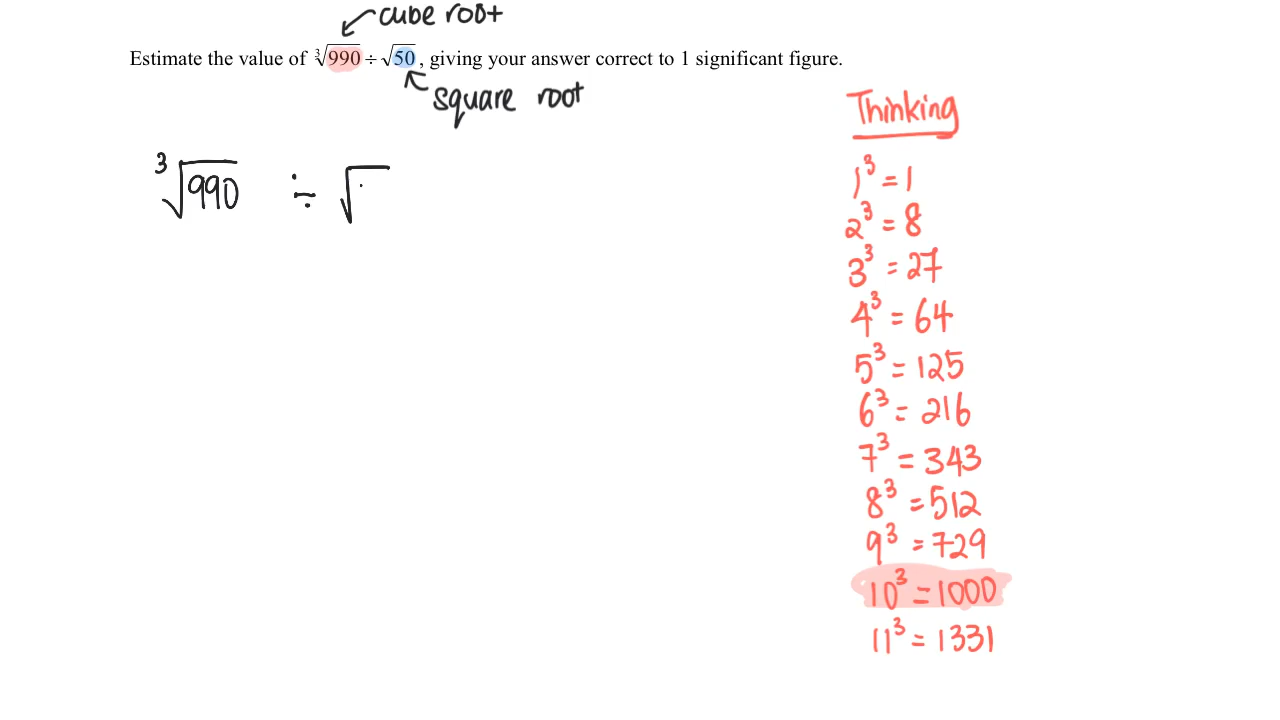 cube root
Estimate the value of ∛990 ÷ √50, giving your answer correct to 1 significant figure.
square root
∛990 ÷ √
Thinking
1³ = 1
2³ = 8
3³ = 27
4³ = 64
5³ = 125
6³ = 216
7³ = 343
8³ = 512
9³ = 729
10³ = 1000
11³ = 1331